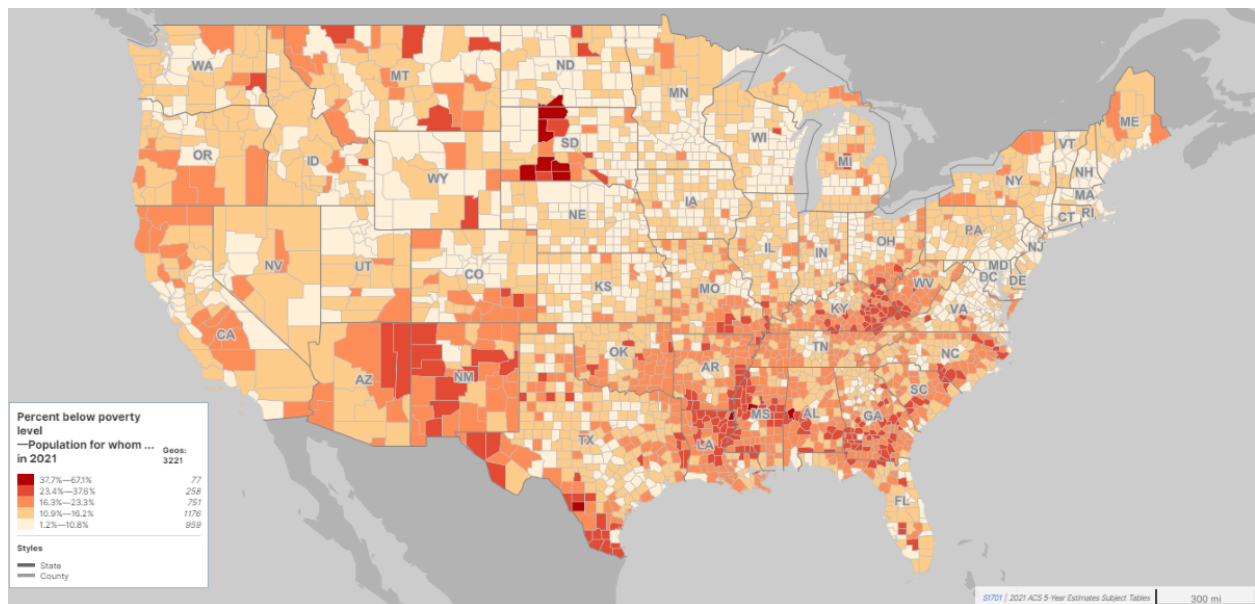 WA
MT
ND
MN
ME
OR
ID
SD
WI
MI
VT
NH
NY
MA
CT
RI
WY
NE
IA
PA
NJ
NV
UT
CO
IL
IN
OH
MD
DC
DE
KS
MO
KY
WV
VA
CA
AZ
NM
OK
AR
TN
NC
SC
TX
LA
MS
AL
GA
FL
Percent below poverty
level
—Population for whom ...
in 2021
Geos:
3221
37.7%—67.1% 77
23.4%—37.6% 258
16.3%—23.3% 751
10.9%—16.2% 1176
1.2%—10.8% 959
Styles
State
County
S1701 | 2021 ACS 5-Year Estimates Subject Tables
300 mi